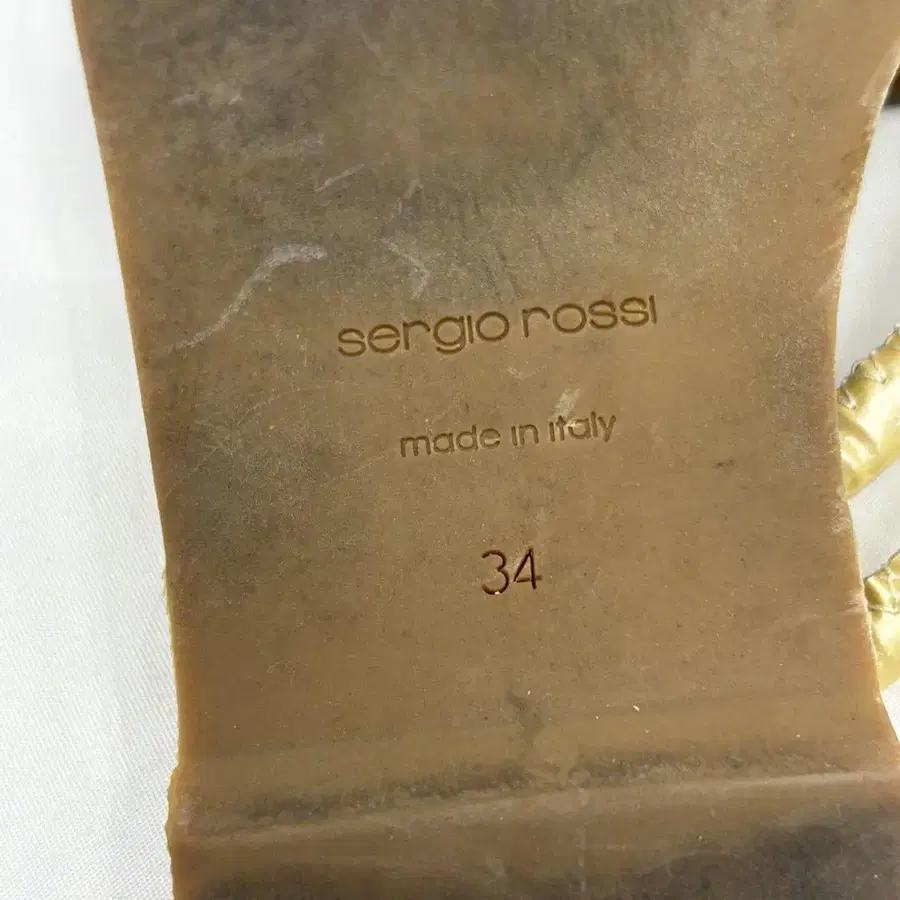 sergio rossi
made in italy
34